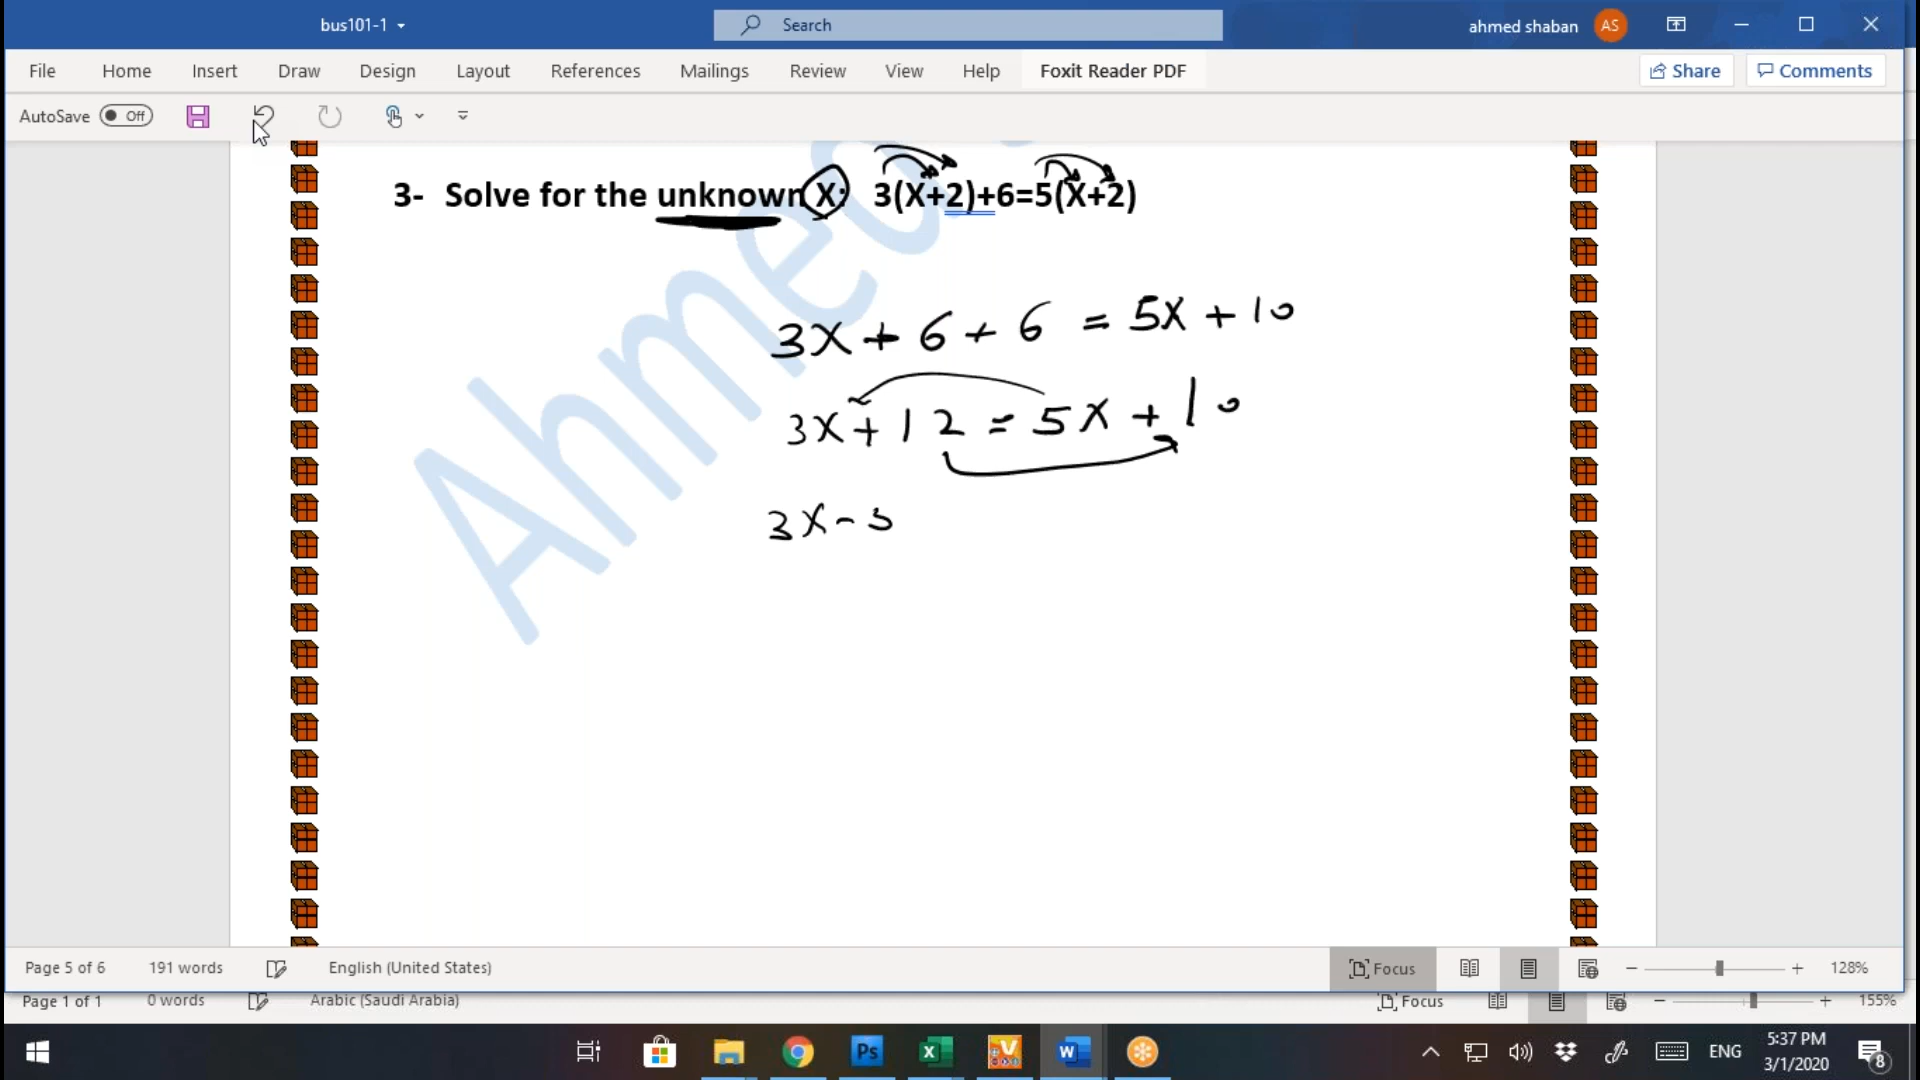 bus101-1
Search
ahmed shaban
AS
File Home Insert Draw Design Layout References Mailings Review View Help Foxit Reader PDF Share Comments
AutoSave Off
3- Solve for the unknown X: 3(X+2)+6=5(X+2)
3X + 6 + 6 = 5X + 10
3X + 12 = 5X + 10
3X - 5
Ahmed
Page 5 of 6 191 words English (United States) Focus 128%
Page 1 of 1 0 words Arabic (Saudi Arabia) Focus 155%
Ps ENG 5:37 PM
3/1/2020
8